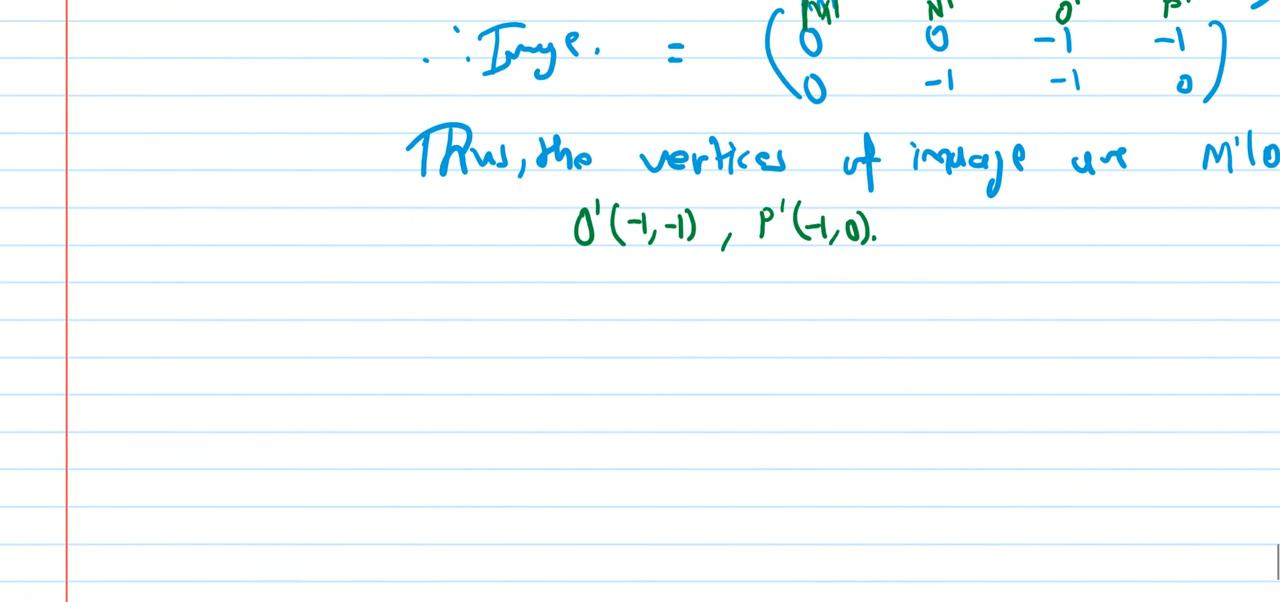 M' N' O' P'
∴ Image. = ( 0 0 -1 -1 )
0 -1 -1 0
Thus, the vertices of image are M'(0
O'(-1,-1) , P'(-1,0).